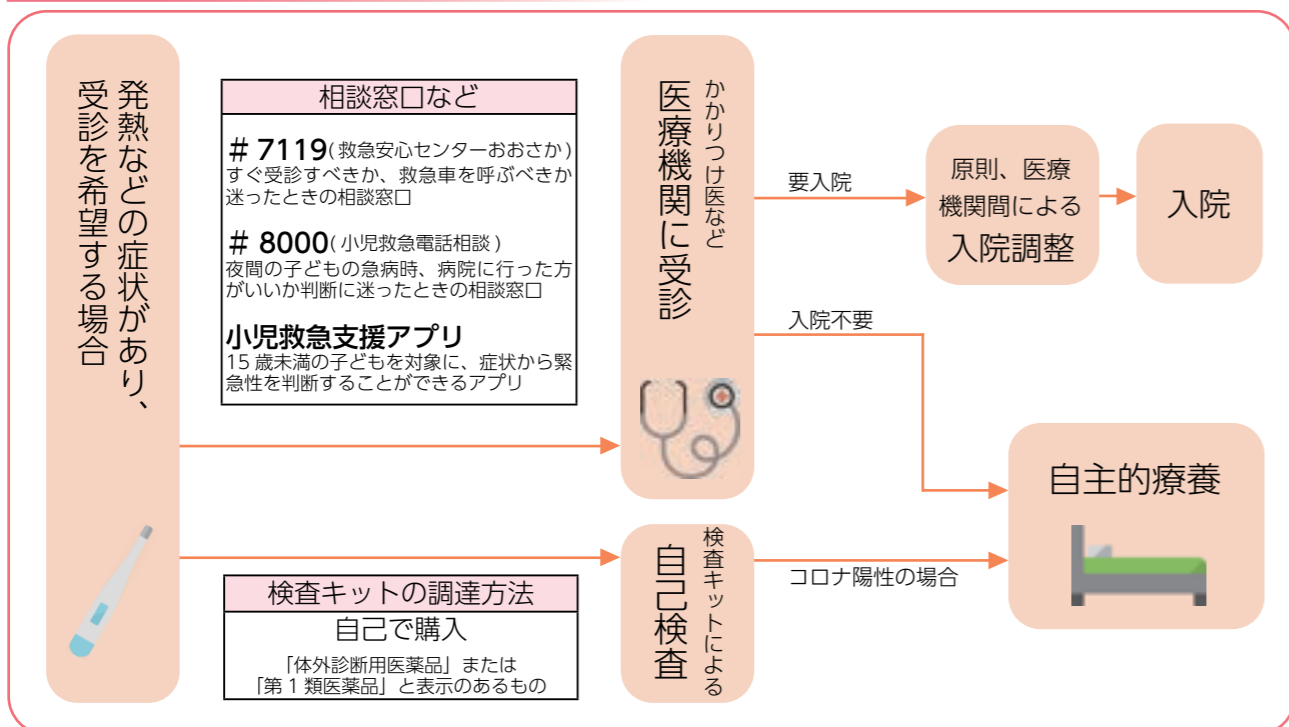 発熱などの症状があり、
受診を希望する場合
相談窓口など
# 7119(救急安心センターおおさか)
すぐ受診すべきか、救急車を呼ぶべきか
迷ったときの相談窓口
# 8000(小児救急電話相談)
夜間の子どもの急病時、病院に行った方
がいいか判断に迷ったときの相談窓口
小児救急支援アプリ
15 歳未満の子どもを対象に、症状から緊
急性を判断することができるアプリ
かかりつけ医など
医療機関に受診
要入院
原則、医療
機関間による
入院調整
入院
入院不要
自主的療養
検査キットの調達方法
自己で購入
「体外診断用医薬品」または
「第 1 類医薬品」と表示のあるもの
検査キットによる
自己検査
コロナ陽性の場合